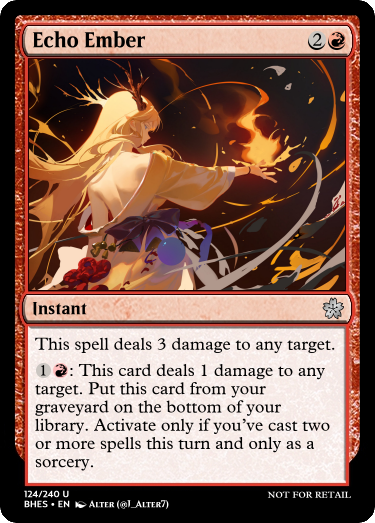 Echo Ember 2
Instant
This spell deals 3 damage to any target.
1 : This card deals 1 damage to any
target. Put this card from your
graveyard on the bottom of your
library. Activate only if you've cast two
or more spells this turn and only as a
sorcery.
124/240 U
BHES • EN ALTER (@J_ALTER7)
NOT FOR RETAIL